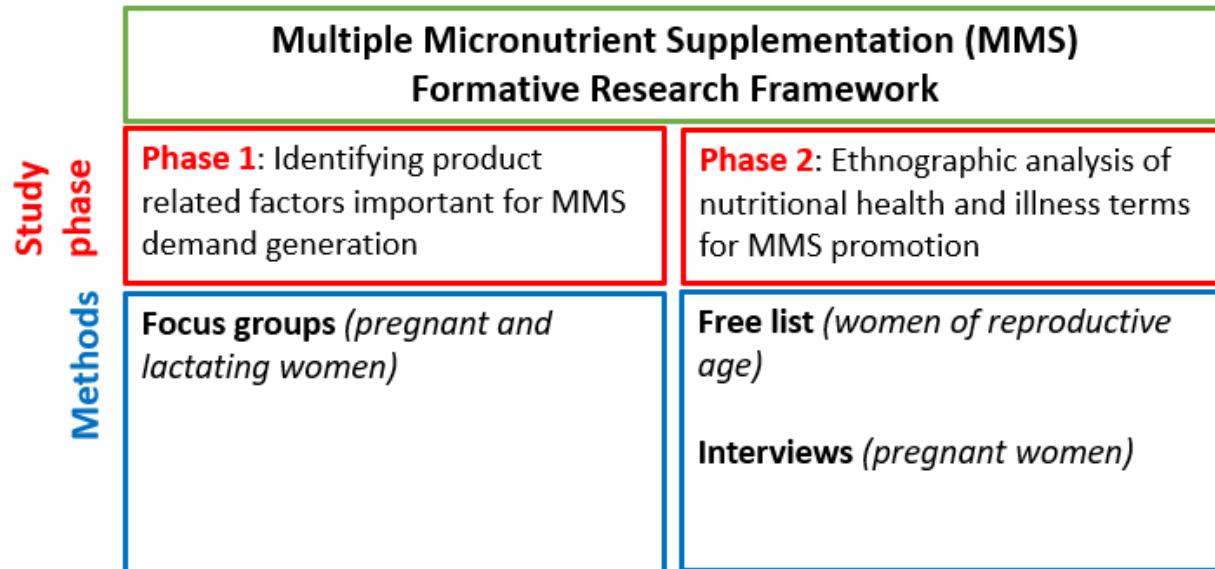 Multiple Micronutrient Supplementation (MMS)
Formative Research Framework
Study
phase
Phase 1: Identifying product
related factors important for MMS
demand generation
Phase 2: Ethnographic analysis of
nutritional health and illness terms
for MMS promotion
Methods
Focus groups (pregnant and
lactating women)
Free list (women of reproductive
age)
Interviews (pregnant women)